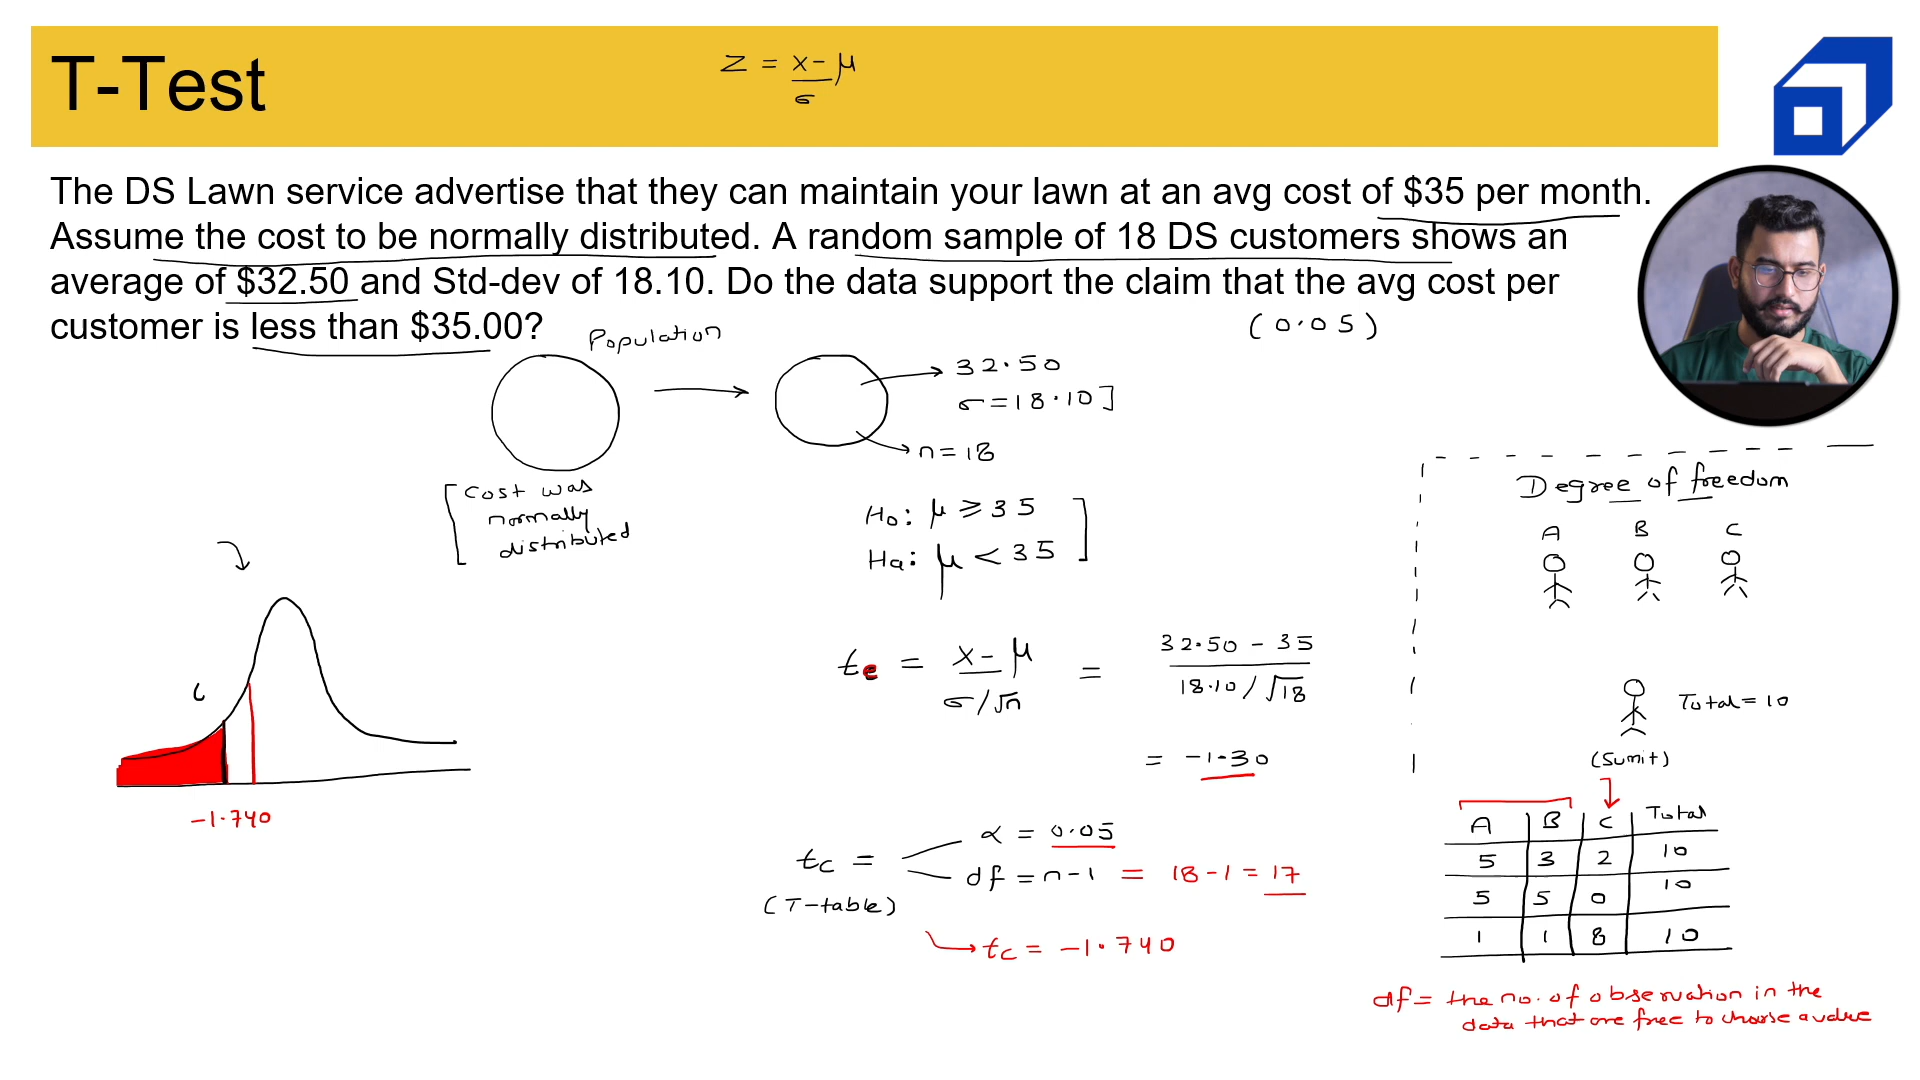 T-Test
z = x - μ / σ
The DS Lawn service advertise that they can maintain your lawn at an avg cost of $35 per month.
Assume the cost to be normally distributed. A random sample of 18 DS customers shows an
average of $32.50 and Std-dev of 18.10. Do the data support the claim that the avg cost per
customer is less than $35.00?
(0.05)
Population
32.50
σ = 18.10]
n = 18
Cost was
normally
distributed
H0: μ ≥ 35
Ha: μ < 35
te = x - μ / σ/√n = 32.50 - 35 / 18.10/√18
= -1.30
-1.740
tc =
(T-table)
α = 0.05
df = n-1 = 18-1 = 17
tc = -1.740
Degree of freedom
A B C
Total = 10
(Sumit)
A B C Total
5 3 2 10
5 5 0 10
1 1 8 10
df = the no. of observation in the
data that are free to choose a value